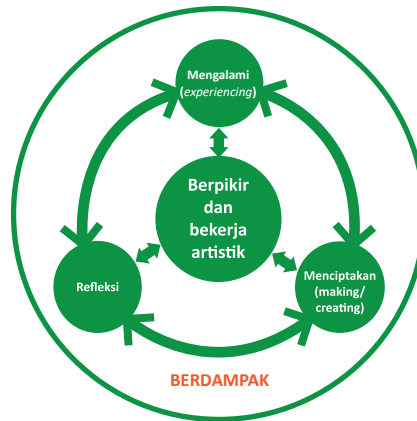 Mengalami
(experiencing)
Berpikir
dan
bekerja
artistik
Refleksi
Menciptakan
(making/
creating)
BERDAMPAK